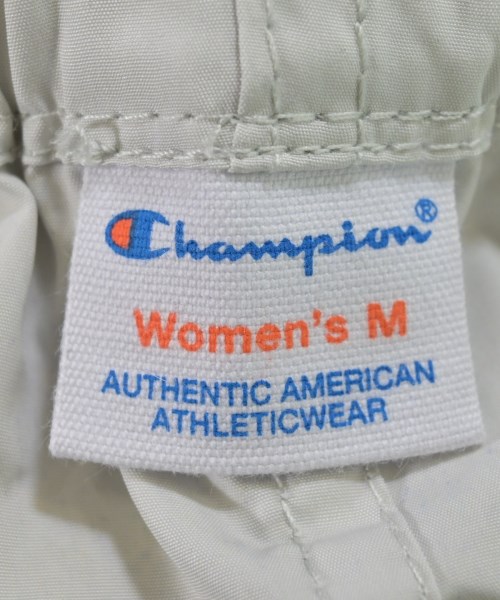 Champion®
Women's M
AUTHENTIC AMERICAN
ATHLETICWEAR